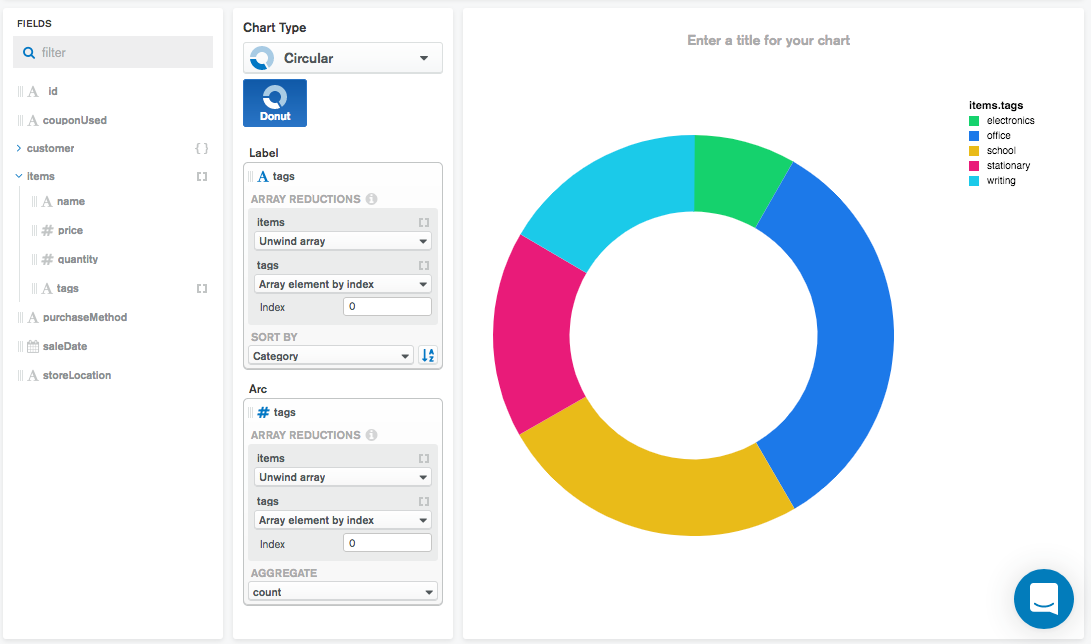 FIELDS
filter
A id
A couponUsed
customer { }
items [ ]
A name
# price
# quantity
A tags [ ]
A purchaseMethod
saleDate
A storeLocation
Chart Type
Circular
Donut
Label
A tags
ARRAY REDUCTIONS i
items [ ]
Unwind array
tags [ ]
Array element by index
Index 0
SORT BY
Category
A Z
Arc
# tags
ARRAY REDUCTIONS i
items [ ]
Unwind array
tags [ ]
Array element by index
Index 0
AGGREGATE
count
Enter a title for your chart
items.tags
electronics
office
school
stationary
writing